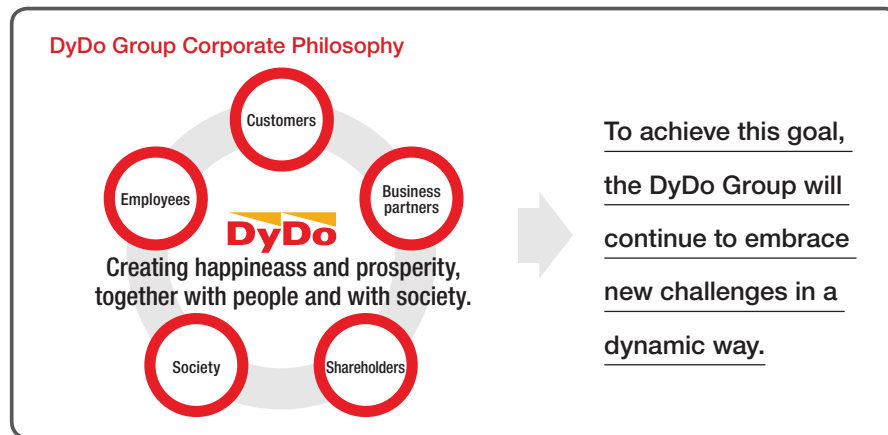 DyDo Group Corporate Philosophy
Customers
Employees
Business
partners
DyDo
Creating happineass and prosperity,
together with people and with society.
Society
Shareholders
To achieve this goal,
the DyDo Group will
continue to embrace
new challenges in a
dynamic way.